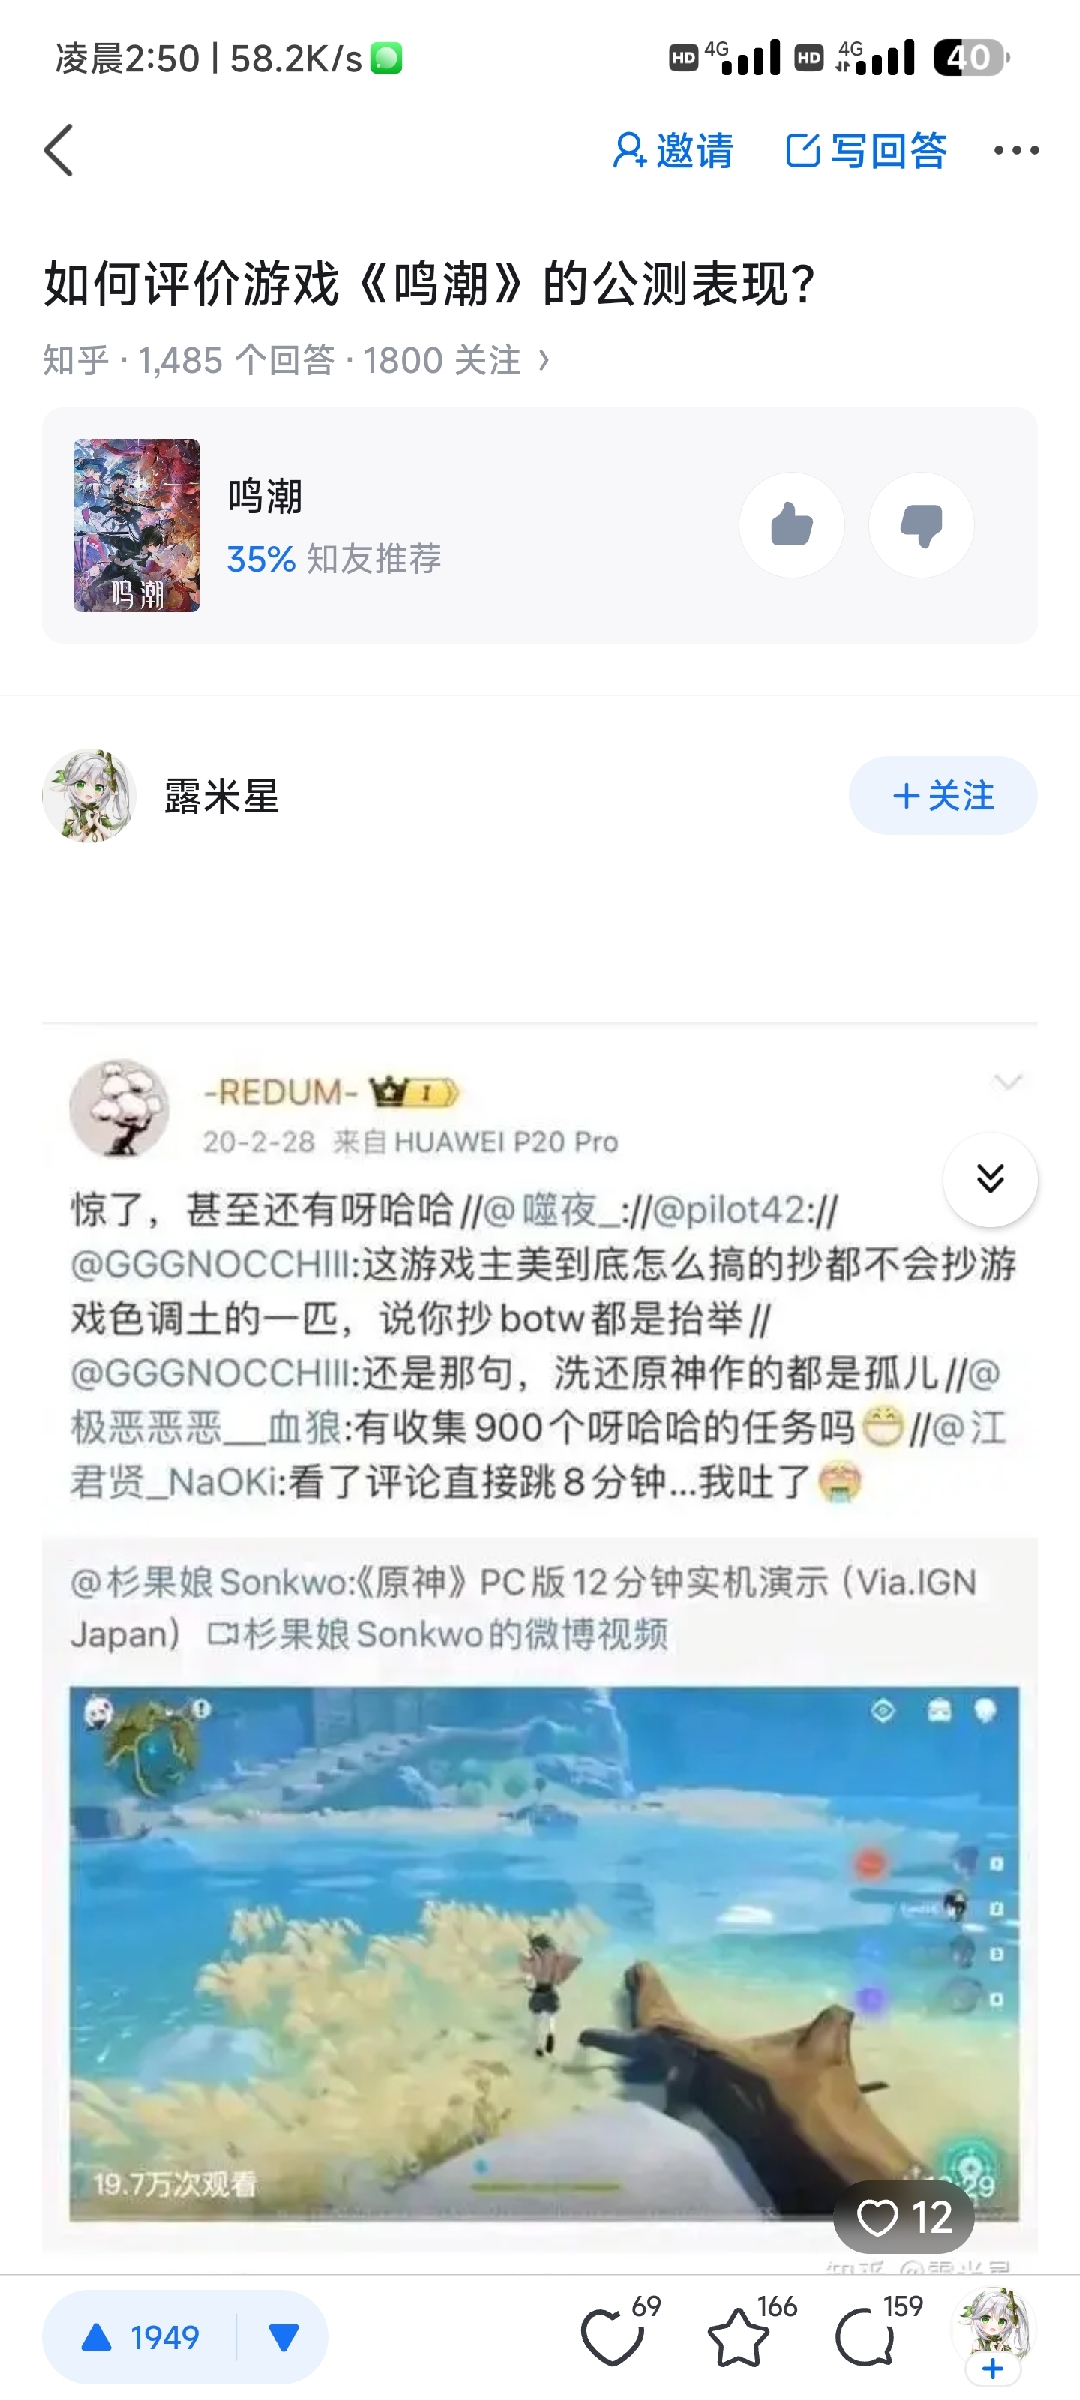 凌晨2:50 | 58.2K/s
HD 4G HD 4G 40
邀请 写回答
如何评价游戏《鸣潮》的公测表现?
知乎 · 1,485 个回答 · 1800 关注
鸣潮
鸣潮
35% 知友推荐
露米星
+ 关注
-REDUM- I
20-2-28 来自 HUAWEI P20 Pro
惊了，甚至还有呀哈哈//@噬夜_://@pilot42://
@GGGNOCCHIII:这游戏主美到底怎么搞的抄都不会抄游
戏色调土的一匹，说你抄botw都是抬举//
@GGGNOCCHIII:还是那句，洗还原神作的都是孤儿//@
极恶恶恶__血狼:有收集900个呀哈哈的任务吗//@江
君贤_NaOKi:看了评论直接跳8分钟...我吐了
@杉果娘Sonkwo:《原神》PC版12分钟实机演示（Via.IGN
Japan） 杉果娘Sonkwo的微博视频
19.7万次观看
12
知乎 @露米星
1949
69
166
159